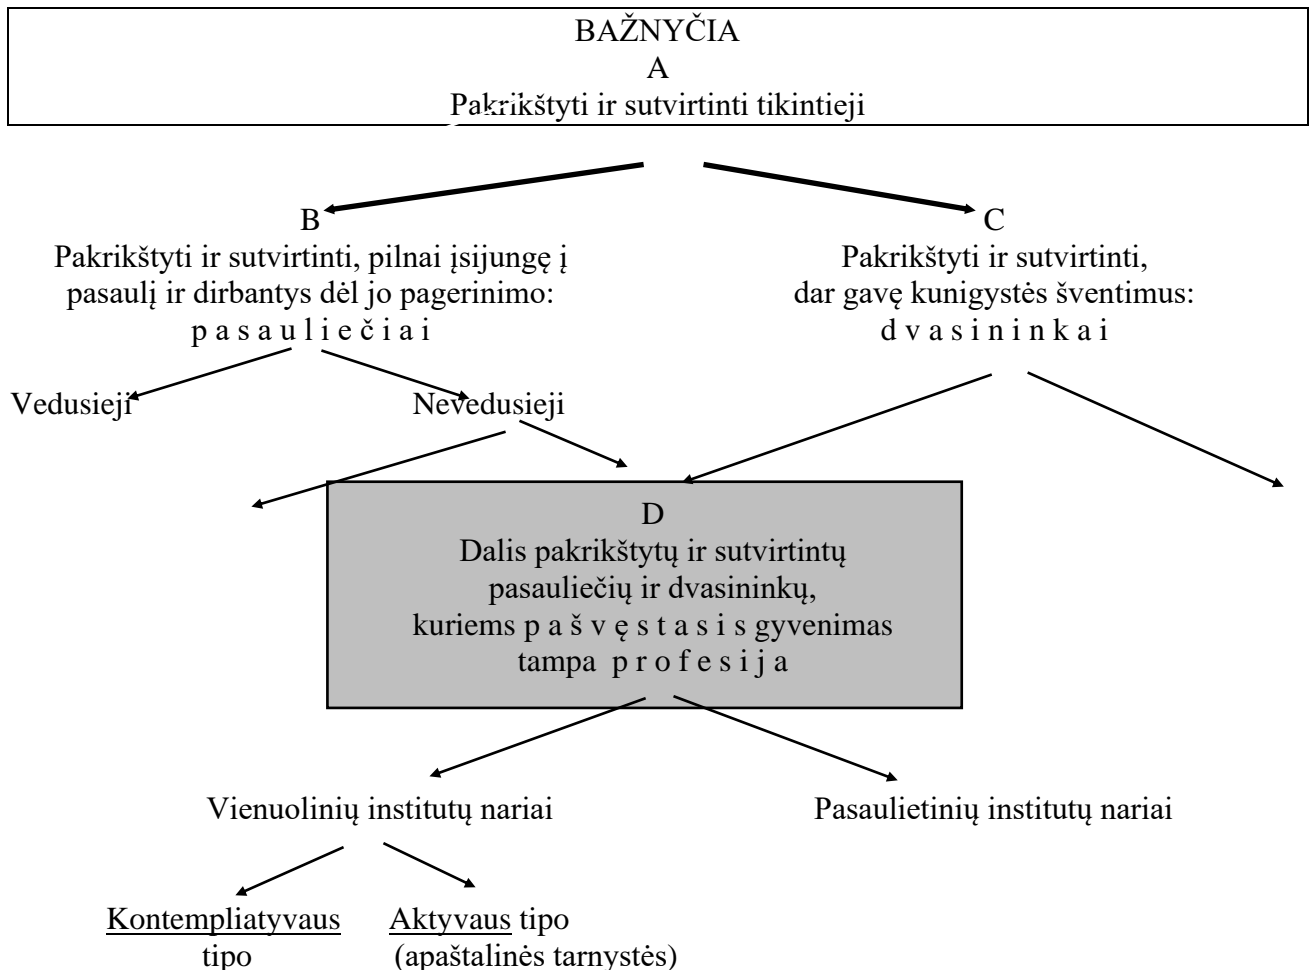 BAŽNYČIA
A
Pakrikštyti ir sutvirtinti tikintieji
B
Pakrikštyti ir sutvirtinti, pilnai įsijungę į
pasaulį ir dirbantys dėl jo pagerinimo:
p a s a u l i e č i a i
C
Pakrikštyti ir sutvirtinti,
dar gavę kunigystės šventimus:
d v a s i n i n k a i
Vedusieji
Nevedusieji
D
Dalis pakrikštytų ir sutvirtintų
pasauliečių ir dvasininkų,
kuriems p a š v ę s t a s i s gyvenimas
tampa p r o f e s i j a
Vienuolinių institutų nariai
Pasaulietinių institutų nariai
Kontempliatyvaus
tipo
Aktyvaus tipo
(apaštalinės tarnystės)